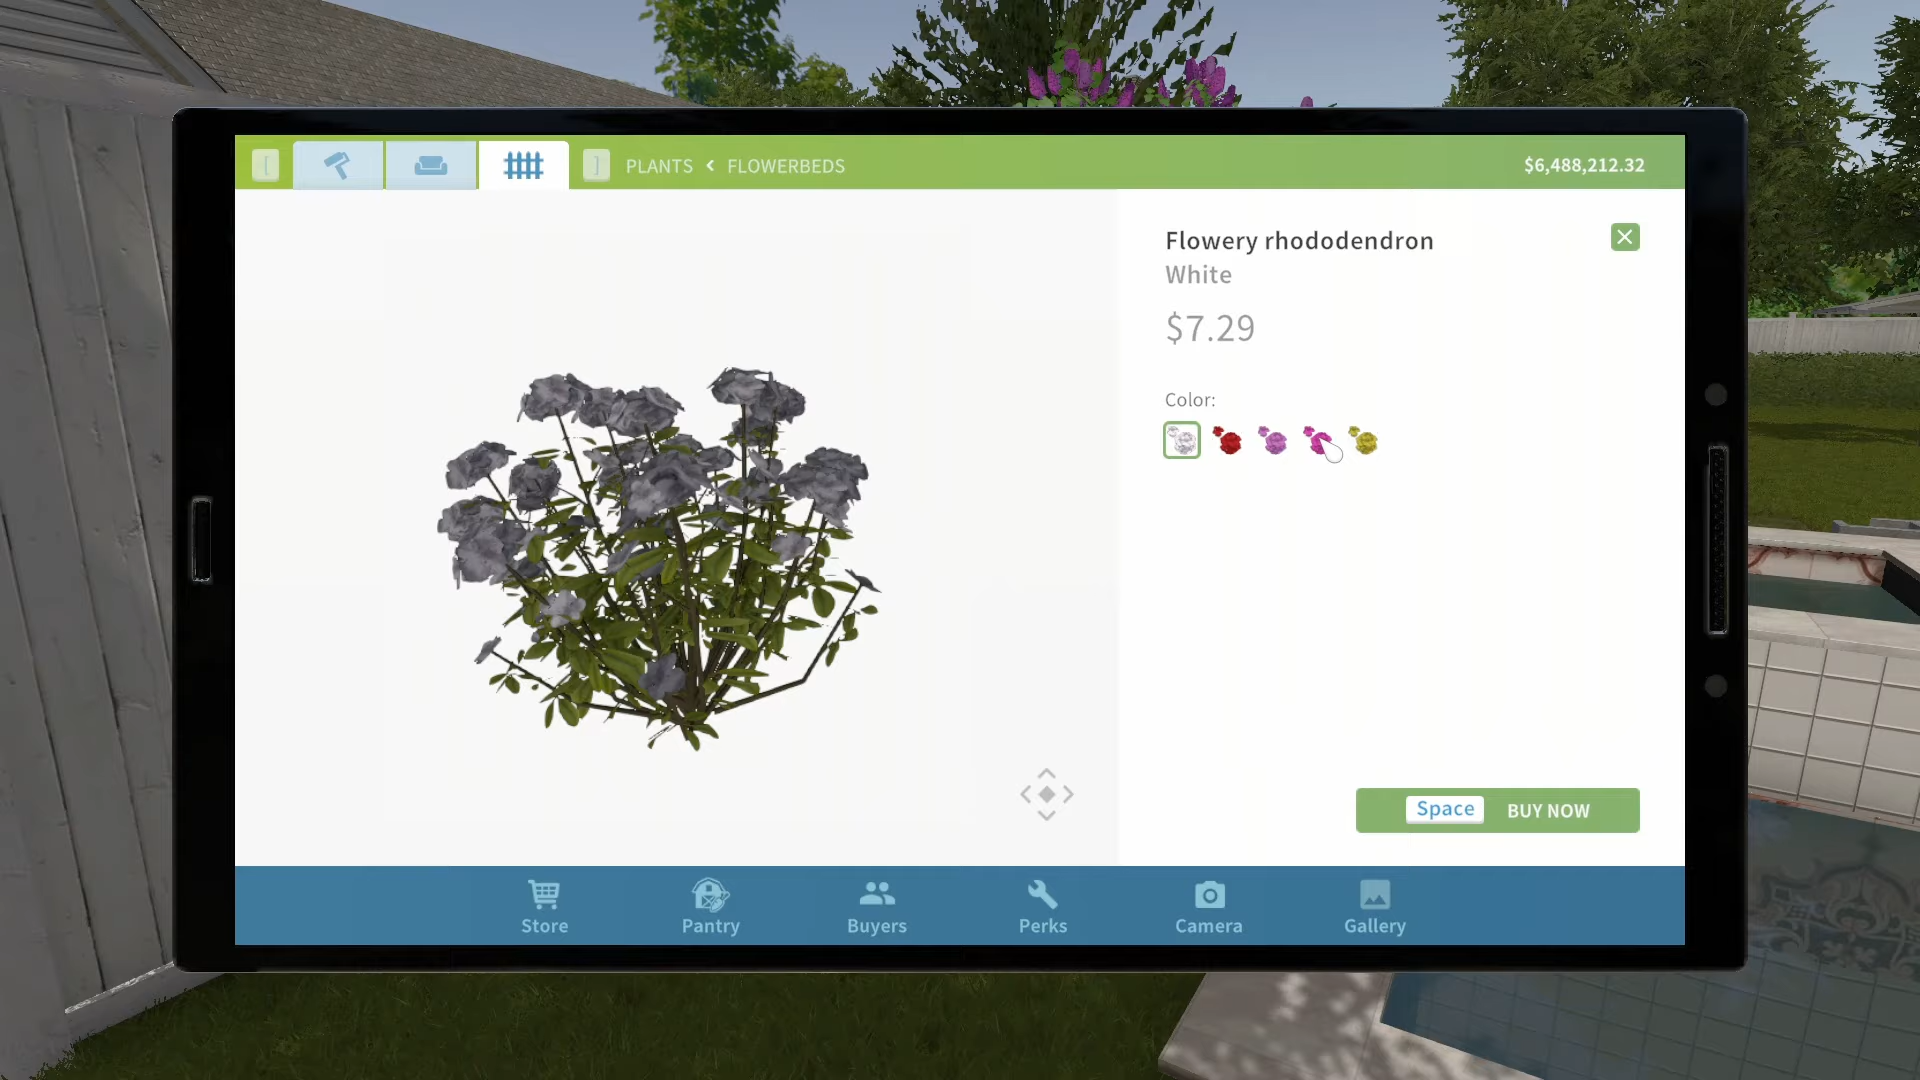 [ ] PLANTS < FLOWERBEDS $6,488,212.32
Flowery rhododendron
White
$7.29
Color:
Space BUY NOW
Store Pantry Buyers Perks Camera Gallery